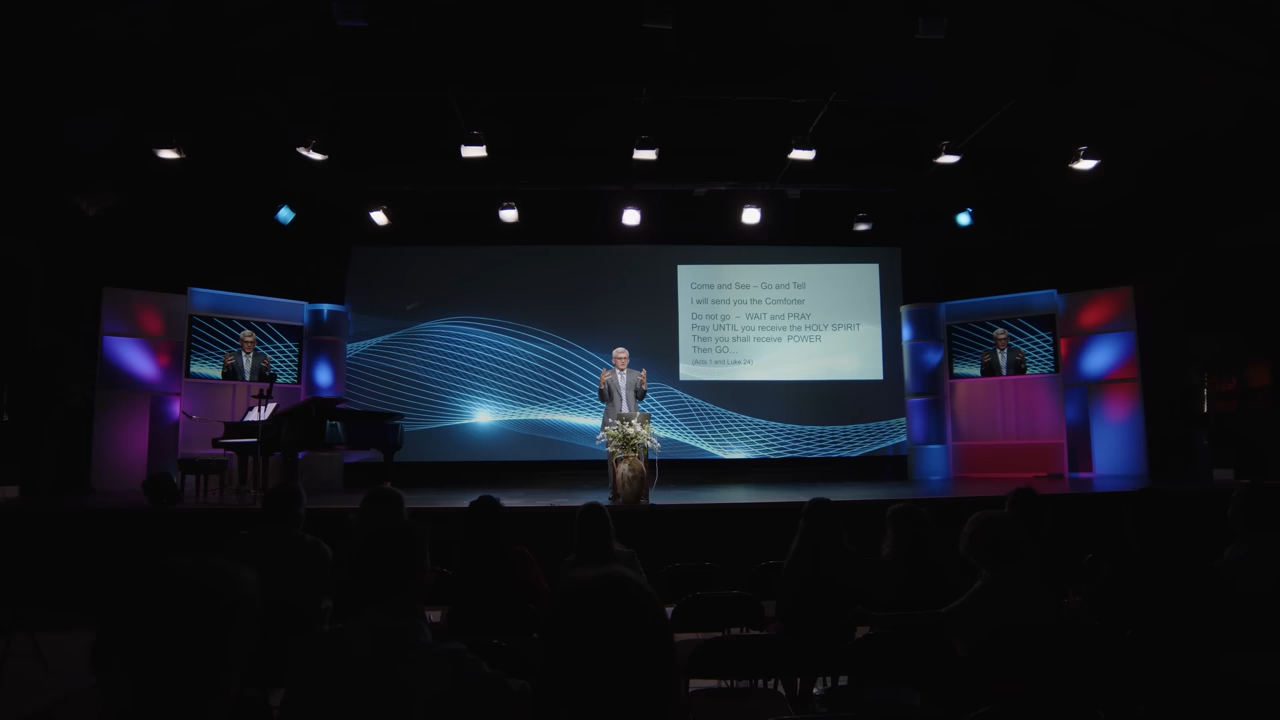 Come and See – Go and Tell
I will send you the Comforter
Do not go – WAIT and PRAY
Pray UNTIL you receive the HOLY SPIRIT
Then you shall receive POWER
Then GO...
(Acts 1 and Luke 24)